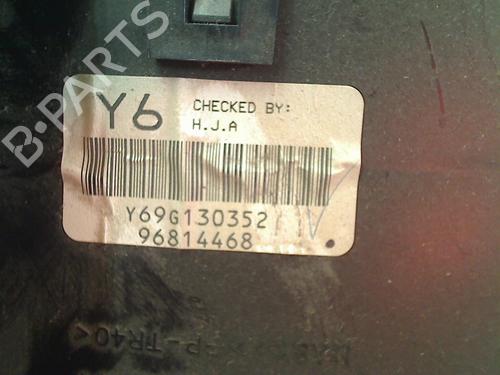 B-PARTS
Y6
CHECKED BY:
H.J.A
Y69G130352
96814468